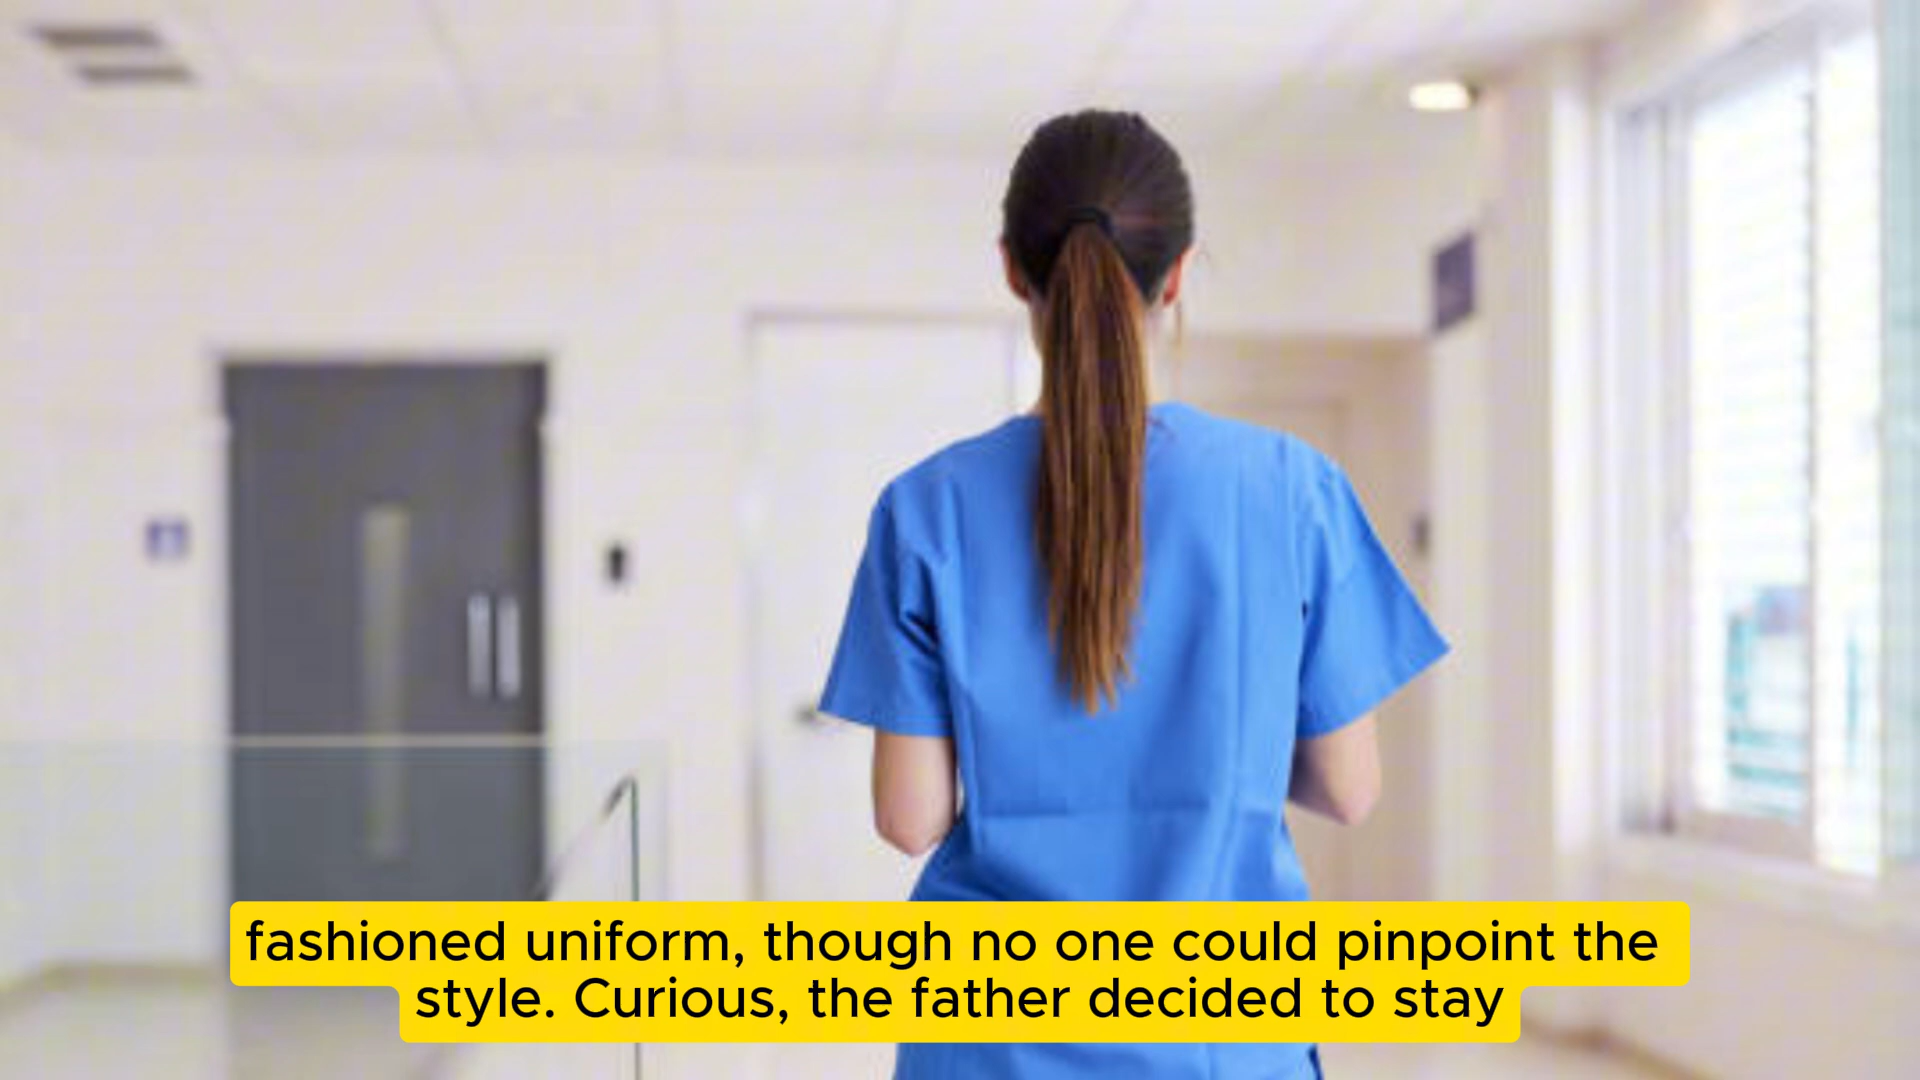 fashioned uniform, though no one could pinpoint the
style. Curious, the father decided to stay